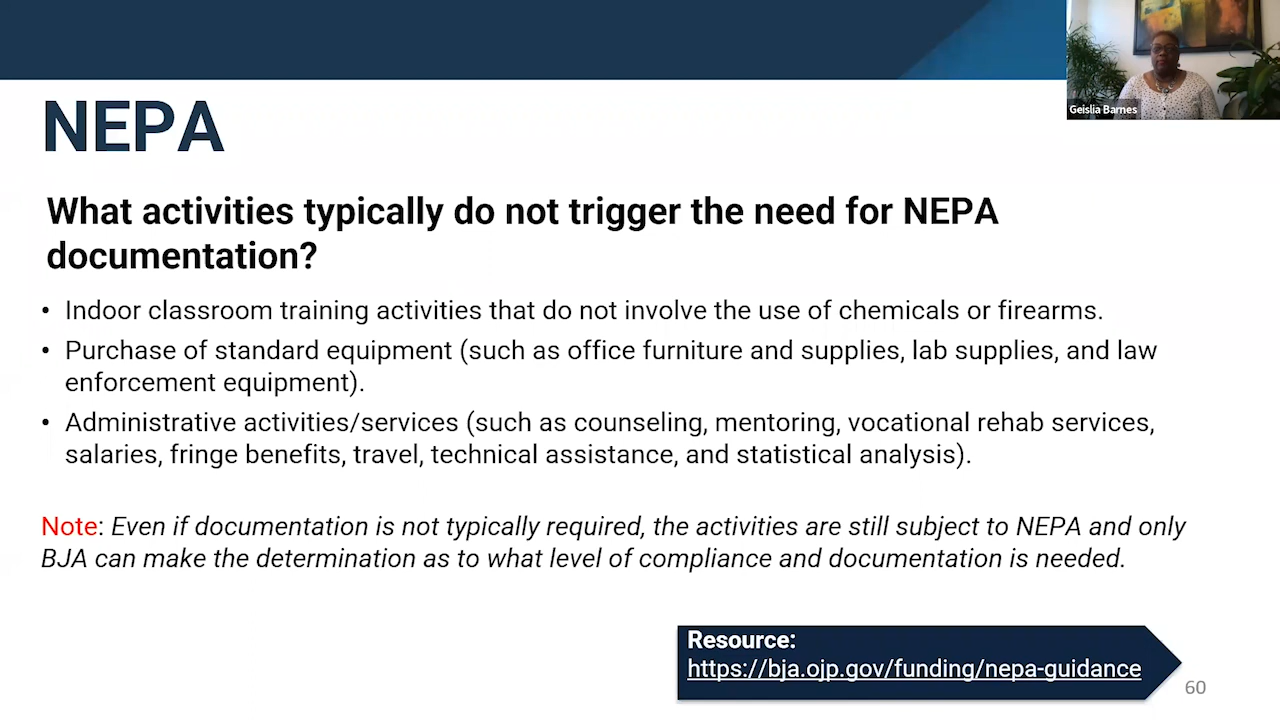 Geislia Barnes
NEPA
What activities typically do not trigger the need for NEPA
documentation?
• Indoor classroom training activities that do not involve the use of chemicals or firearms.
• Purchase of standard equipment (such as office furniture and supplies, lab supplies, and law
enforcement equipment).
• Administrative activities/services (such as counseling, mentoring, vocational rehab services,
salaries, fringe benefits, travel, technical assistance, and statistical analysis).
Note: Even if documentation is not typically required, the activities are still subject to NEPA and only
BJA can make the determination as to what level of compliance and documentation is needed.
Resource:
https://bja.ojp.gov/funding/nepa-guidance
60